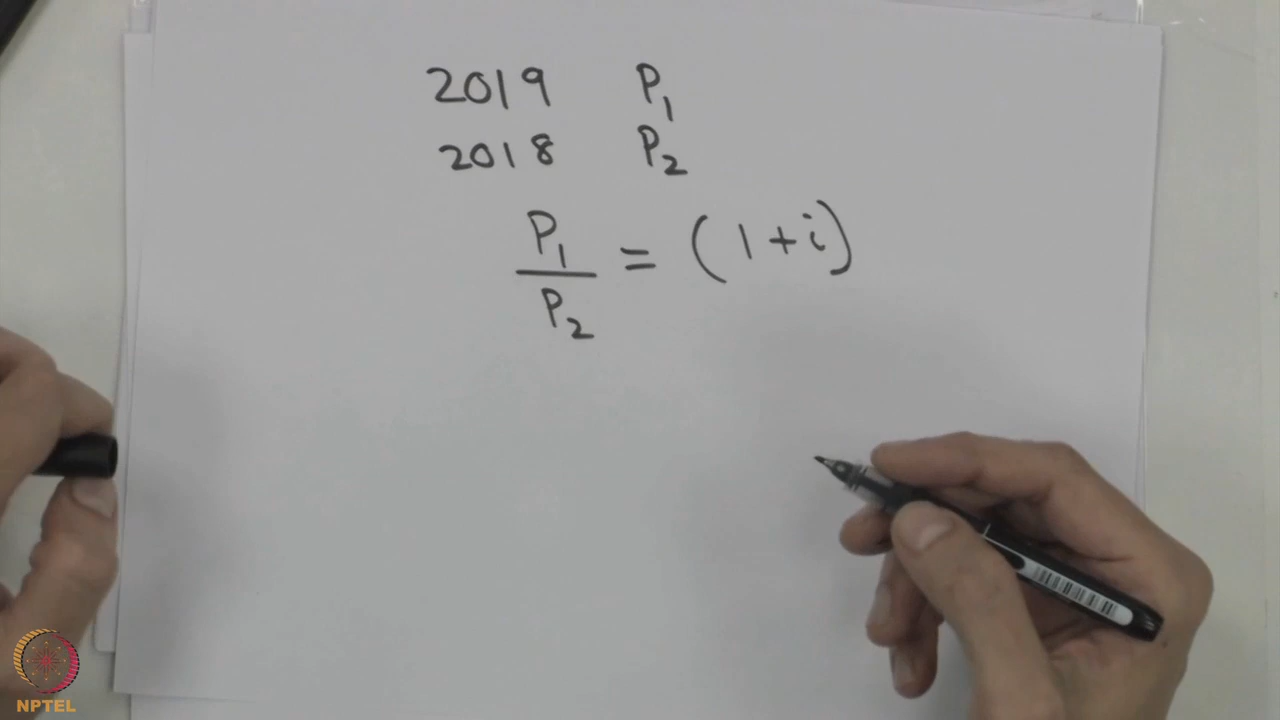 2019 P₁
2018 P₂
P₁/P₂ = (1+i)
NPTEL